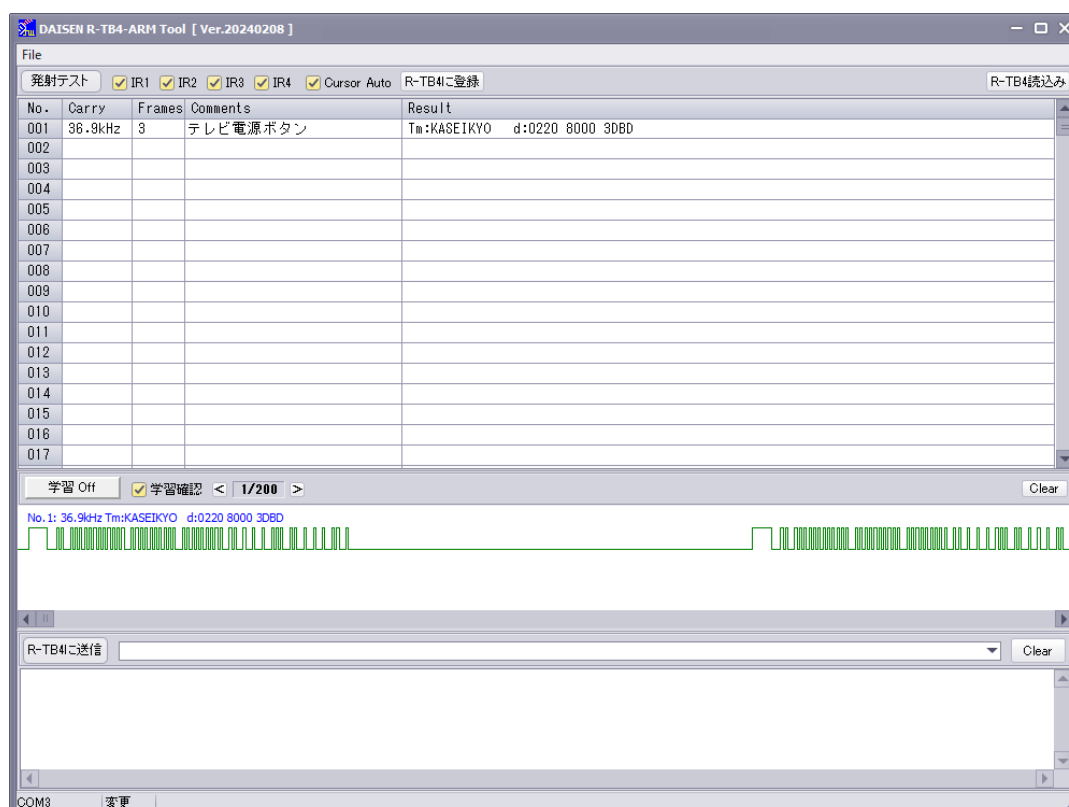 DAISEN R-TB4-ARM Tool [ Ver.20240208 ]
File
発射テスト IR1 IR2 IR3 IR4 Cursor Auto R-TB4に登録 R-TB4読込み
No. Carry Frames Comments Result
001 36.9kHz 3 テレビ電源ボタン Tm:KASEIKYO d:0220 8000 3DBD
002
003
004
005
006
007
008
009
010
011
012
013
014
015
016
017
学習 Off 学習確認 < 1/200 > Clear
No.1: 36.9kHz Tm:KASEIKYO d:0220 8000 3DBD
R-TB4に送信 Clear
COM3 変更